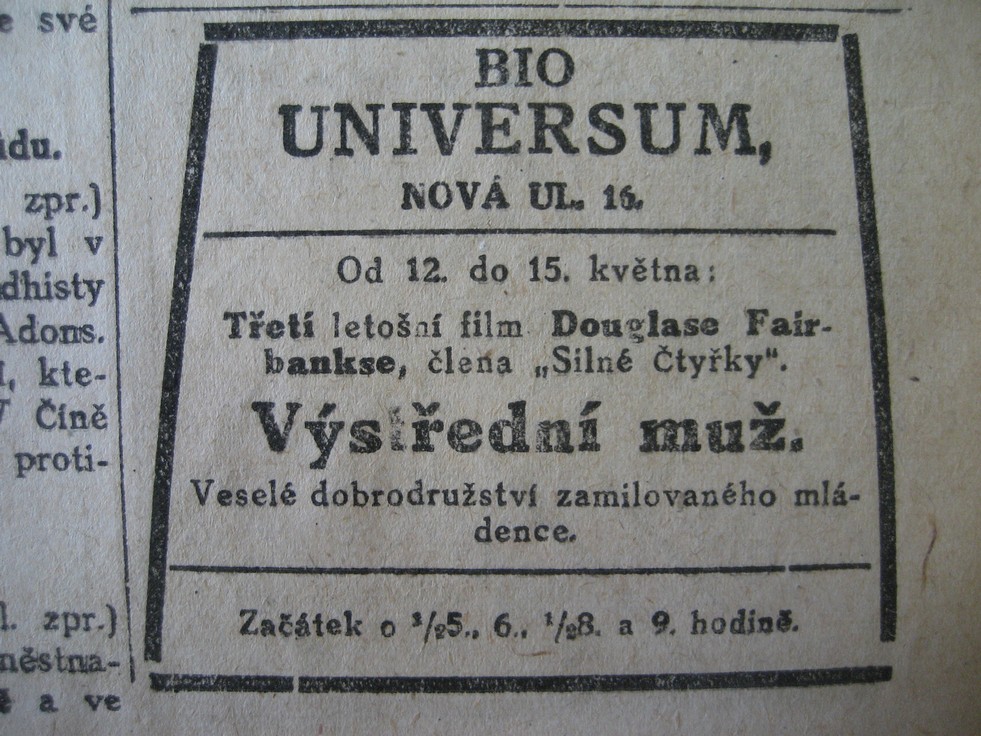 e své
idu.
zpr.)
byl v
dhisty
Adons.
I, kte-
V Číně
proti-
l. zpr.)
městna-
ě a ve
BIO
UNIVERSUM,
NOVÁ UL. 16.
Od 12. do 15. května:
Třetí letošní film Douglase Fair-
bankse, člena „Silné Čtyřky“.
Výstřední muž.
Veselé dobrodružství zamilovaného mlá-
dence.
Začátek o ½5., 6., ½8. a 9. hodině.